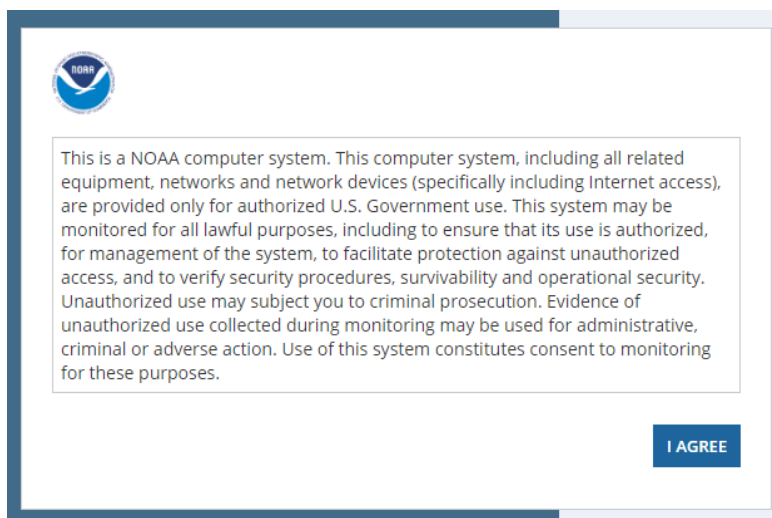 NOAA
This is a NOAA computer system. This computer system, including all related
equipment, networks and network devices (specifically including Internet access),
are provided only for authorized U.S. Government use. This system may be
monitored for all lawful purposes, including to ensure that its use is authorized,
for management of the system, to facilitate protection against unauthorized
access, and to verify security procedures, survivability and operational security.
Unauthorized use may subject you to criminal prosecution. Evidence of
unauthorized use collected during monitoring may be used for administrative,
criminal or adverse action. Use of this system constitutes consent to monitoring
for these purposes.
I AGREE